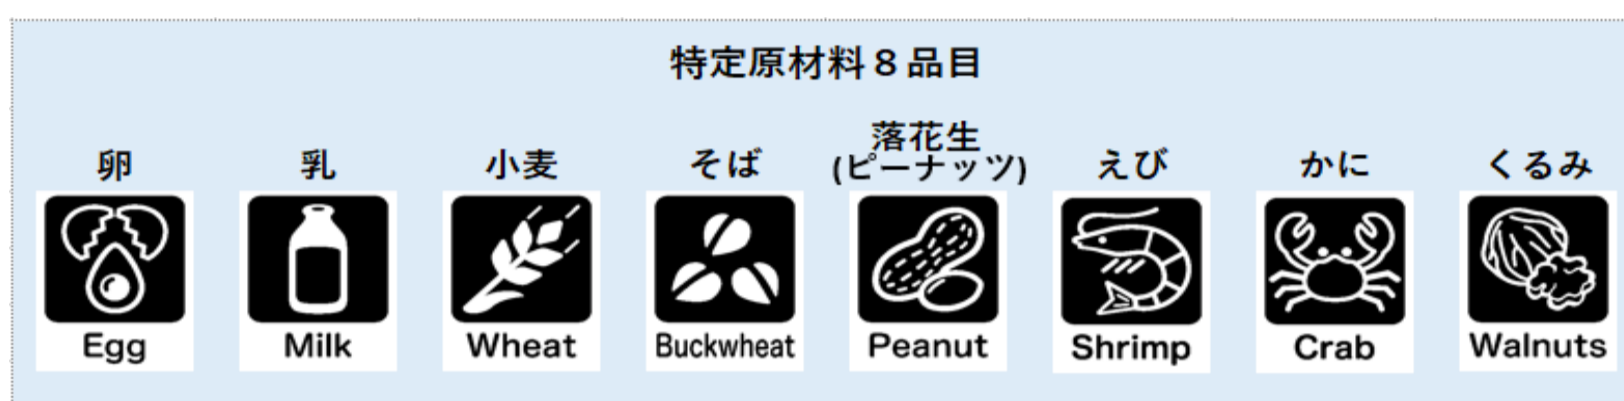 特定原材料８品目
卵
乳
小麦
そば
落花生
(ピーナッツ)
えび
かに
くるみ
Egg
Milk
Wheat
Buckwheat
Peanut
Shrimp
Crab
Walnuts